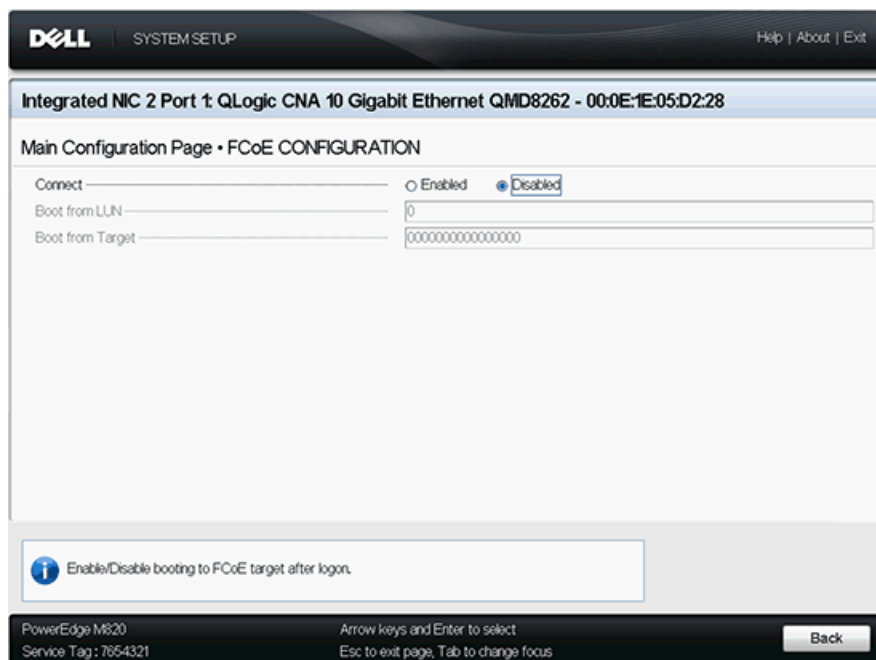 DELL SYSTEM SETUP Help | About | Exit
Integrated NIC 2 Port 1: QLogic CNA 10 Gigabit Ethernet QMD8262 - 00:0E:1E:05:D2:28
Main Configuration Page • FCoE CONFIGURATION
Connect Enabled Disabled
Boot from LUN 0
Boot from Target 0000000000000000
Enable/Disable booting to FCoE target after logon.
PowerEdge M820 Arrow keys and Enter to select
Service Tag : 7654321 Esc to exit page, Tab to change focus
Back